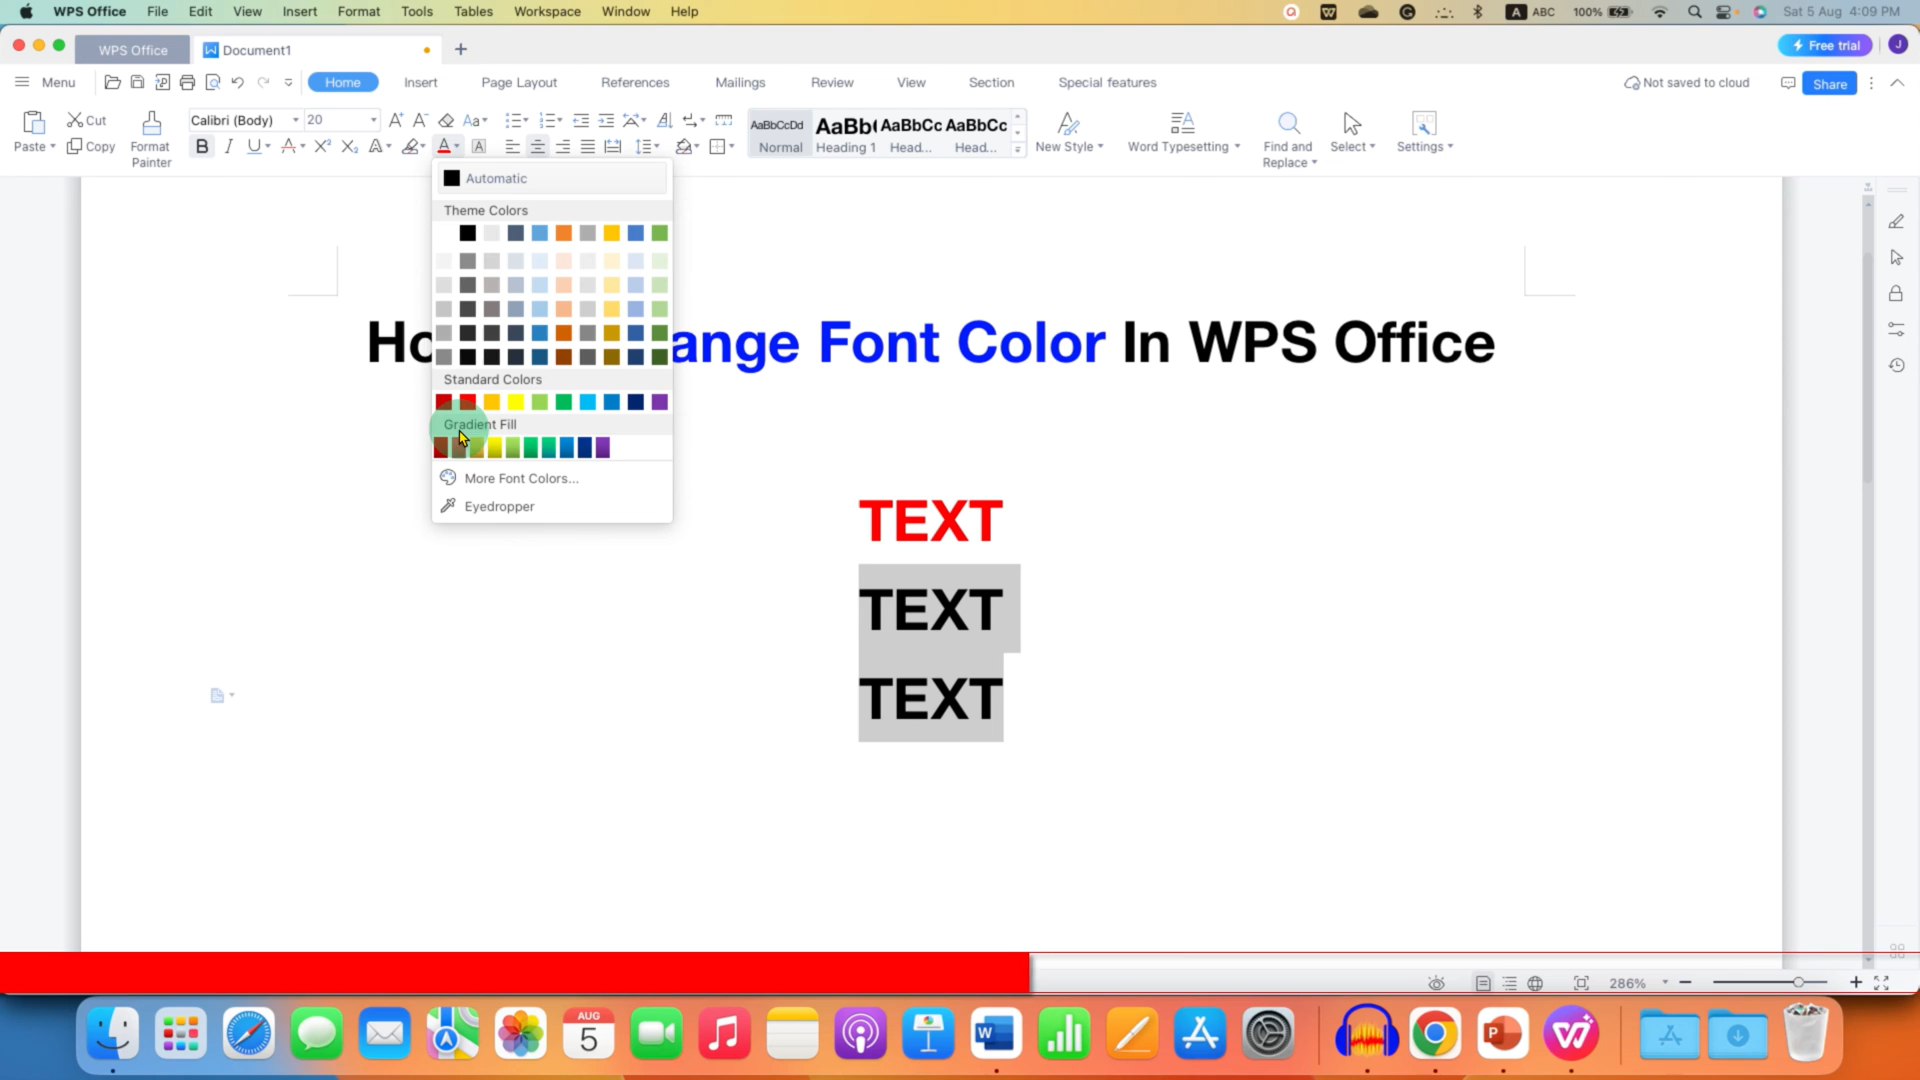 WPS Office File Edit View Insert Format Tools Tables Workspace Window Help A ABC 100% Sat 5 Aug 4:09 PM
WPS Office Document1 Free trial J
Menu Home Insert Page Layout References Mailings Review View Section Special features Not saved to cloud Share
Cut Calibri (Body) 20 AaBbCcDd AaBb( AaBbCc AaBbCc
Paste Copy Format Painter Normal Heading 1 Head... Head... New Style Word Typesetting Find and Replace Select Settings
Automatic
Theme Colors
Ho ange Font Color In WPS Office
Standard Colors
Gradient Fill
More Font Colors...
Eyedropper
TEXT
TEXT
TEXT
286%
AUG
5